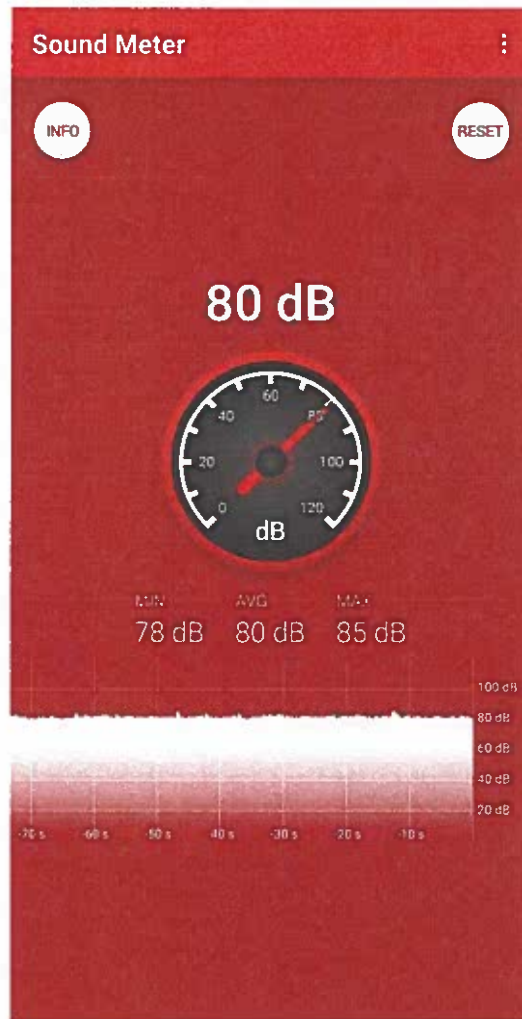 Sound Meter
INFO
RESET
80 dB
60
40
80
20
100
0
120
dB
MIN AVG MAX
78 dB 80 dB 85 dB
100 dB
80 dB
60 dB
40 dB
20 dB
-70 s -60 s -50 s -40 s -30 s -20 s -10 s